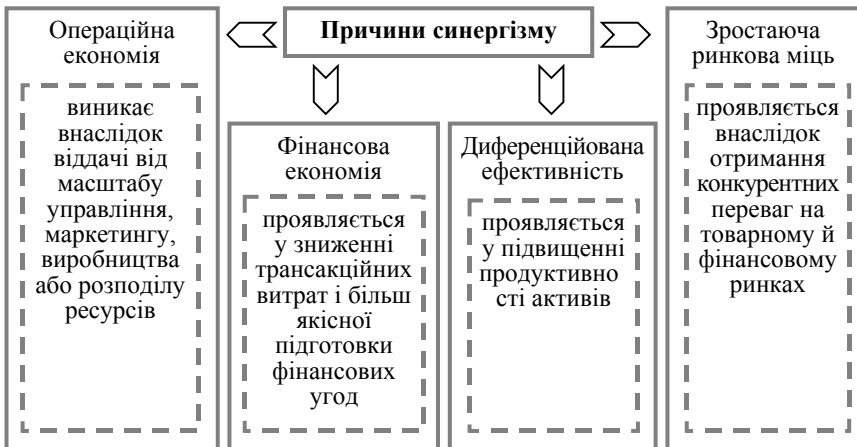 Причини синергізму
Операційна
економія
виникає
внаслідок
віддачі від
масштабу
управління,
маркетингу,
виробництва
або розподілу
ресурсів
Фінансова
економія
проявляється
у зниженні
трансакційних
витрат і більш
якісної
підготовки
фінансових
угод
Диференційована
ефективність
проявляється
у підвищенні
продуктивно
сті активів
Зростаюча
ринкова міць
проявляється
внаслідок
отримання
конкурентних
переваг на
товарному й
фінансовому
ринках